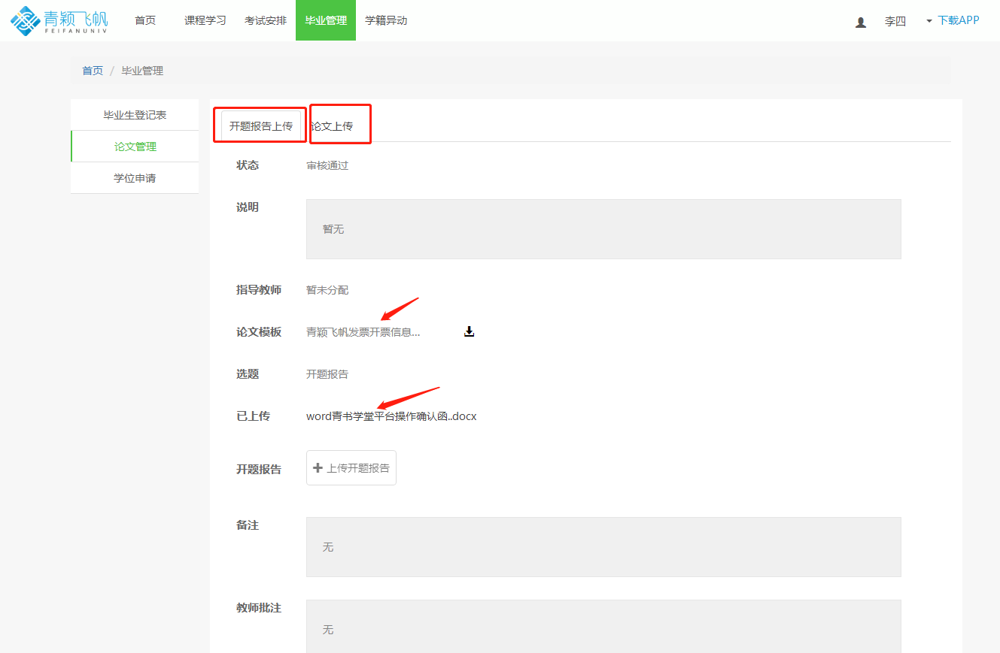 青颖飞帆
FEIFANUNIV
首页 课程学习 考试安排 毕业管理 学籍异动 李四 下载APP
首页 / 毕业管理
毕业生登记表
论文管理
学位申请
开题报告上传 论文上传
状态 审核通过
说明 暂无
指导教师 暂未分配
论文模板 青颖飞帆发票开票信息...
选题 开题报告
已上传 word青书学堂平台操作确认函..docx
开题报告 上传开题报告
备注 无
教师批注 无